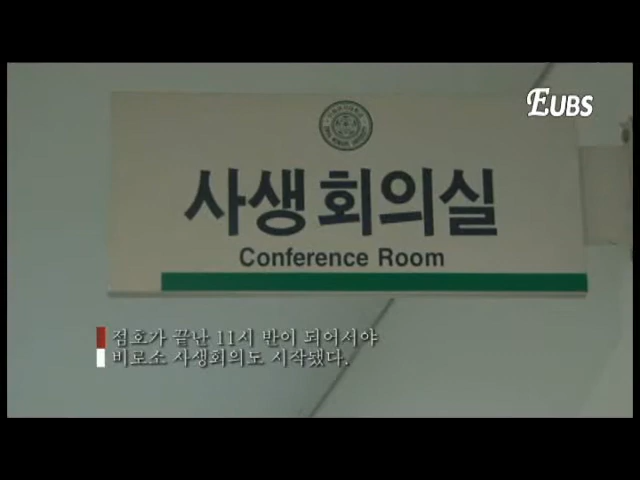 EUBS
사생회의실
Conference Room
점호가 끝난 11시 반이 되어서야
비로소 사생회의도 시작됐다.